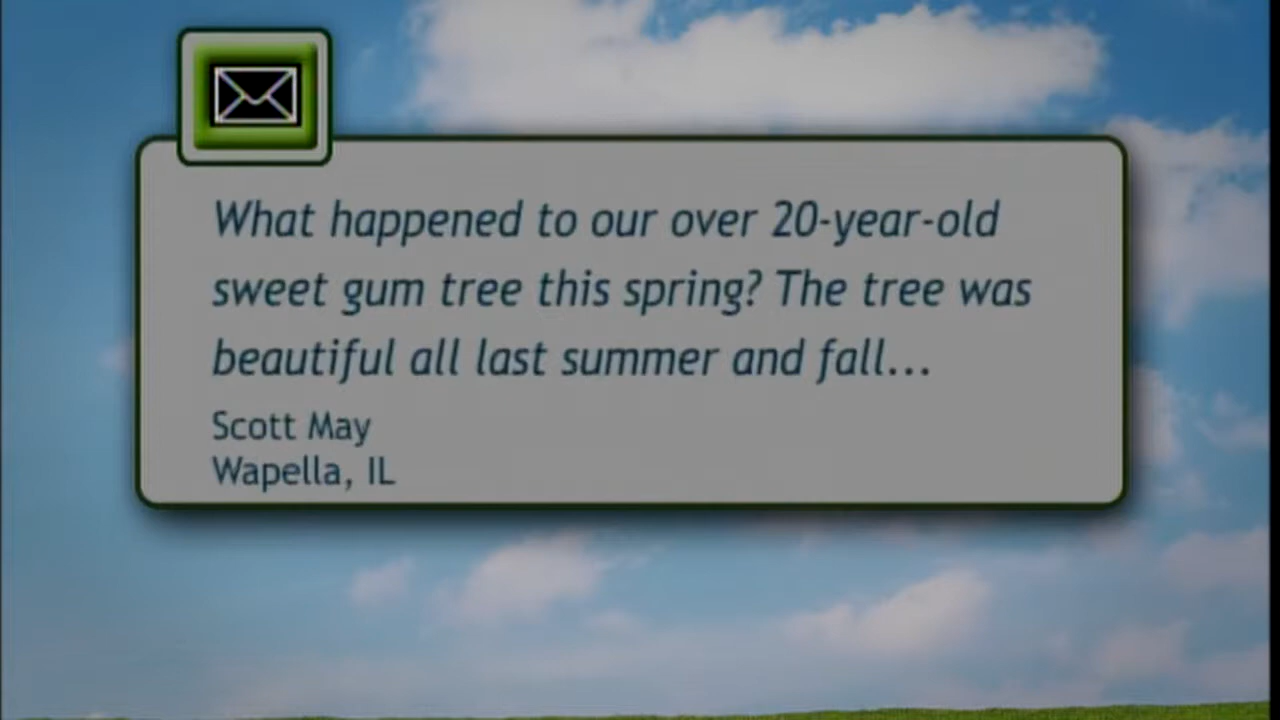 What happened to our over 20-year-old
sweet gum tree this spring? The tree was
beautiful all last summer and fall...
Scott May
Wapella, IL